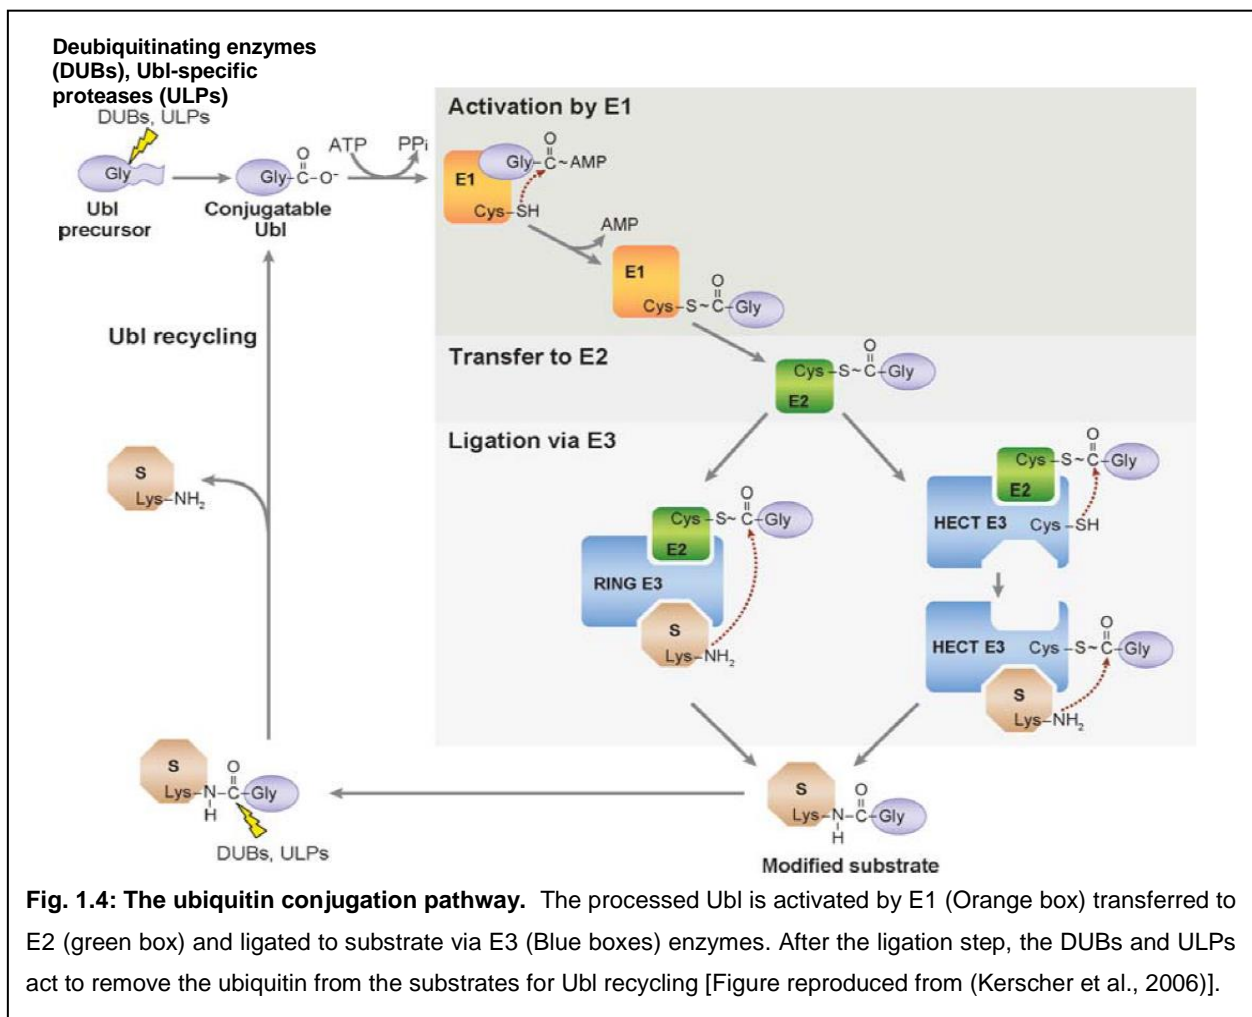 Deubiquitinating enzymes
(DUBs), Ubl-specific
proteases (ULPs)
DUBs, ULPs
Gly
Ubl
precursor
Gly-C-O-
O
Conjugatable
Ubl
ATP
PPi
Activation by E1
E1
Gly-C~AMP
O
Cys-SH
AMP
E1
Cys-S~C-Gly
O
Transfer to E2
Cys-S~C-Gly
O
E2
Ubl recycling
Ligation via E3
S
Lys-NH2
Cys-S~C-Gly
O
E2
RING E3
S
Lys-NH2
Cys-S~C-Gly
O
E2
HECT E3
Cys-SH
HECT E3
Cys-S~C-Gly
O
S
Lys-NH2
S
O
Lys-N-C-Gly
H
DUBs, ULPs
S
O
Lys-N-C-Gly
H
Modified substrate
Fig. 1.4: The ubiquitin conjugation pathway. The processed Ubl is activated by E1 (Orange box) transferred to
E2 (green box) and ligated to substrate via E3 (Blue boxes) enzymes. After the ligation step, the DUBs and ULPs
act to remove the ubiquitin from the substrates for Ubl recycling [Figure reproduced from (Kerscher et al., 2006)].